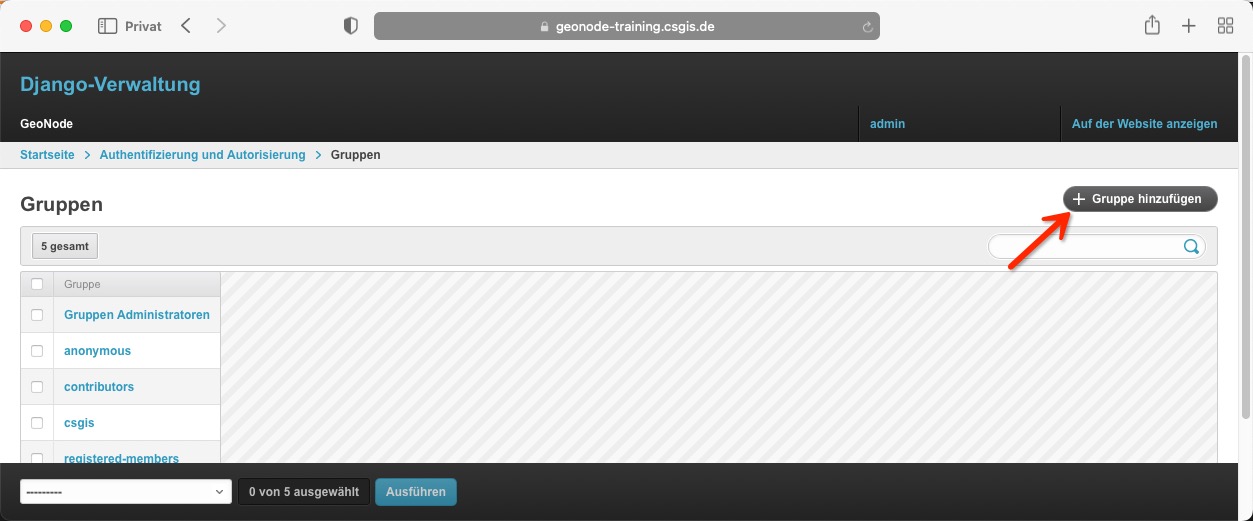 Privat
geonode-training.csgis.de
Django-Verwaltung
GeoNode
admin
Auf der Website anzeigen
Startseite > Authentifizierung und Autorisierung > Gruppen
Gruppen
+ Gruppe hinzufügen
5 gesamt
Gruppe
Gruppen Administratoren
anonymous
contributors
csgis
registered-members
---------
0 von 5 ausgewählt
Ausführen